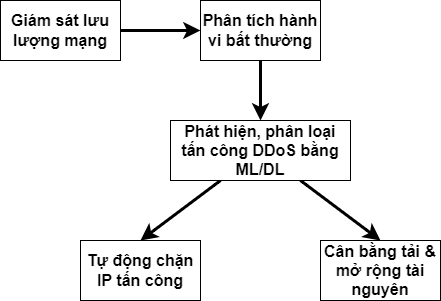 Giám sát lưu
lượng mạng
Phân tích hành
vi bất thường
Phát hiện, phân loại
tấn công DDoS bằng
ML/DL
Tự động chặn
IP tấn công
Cân bằng tải &
mở rộng tài
nguyên